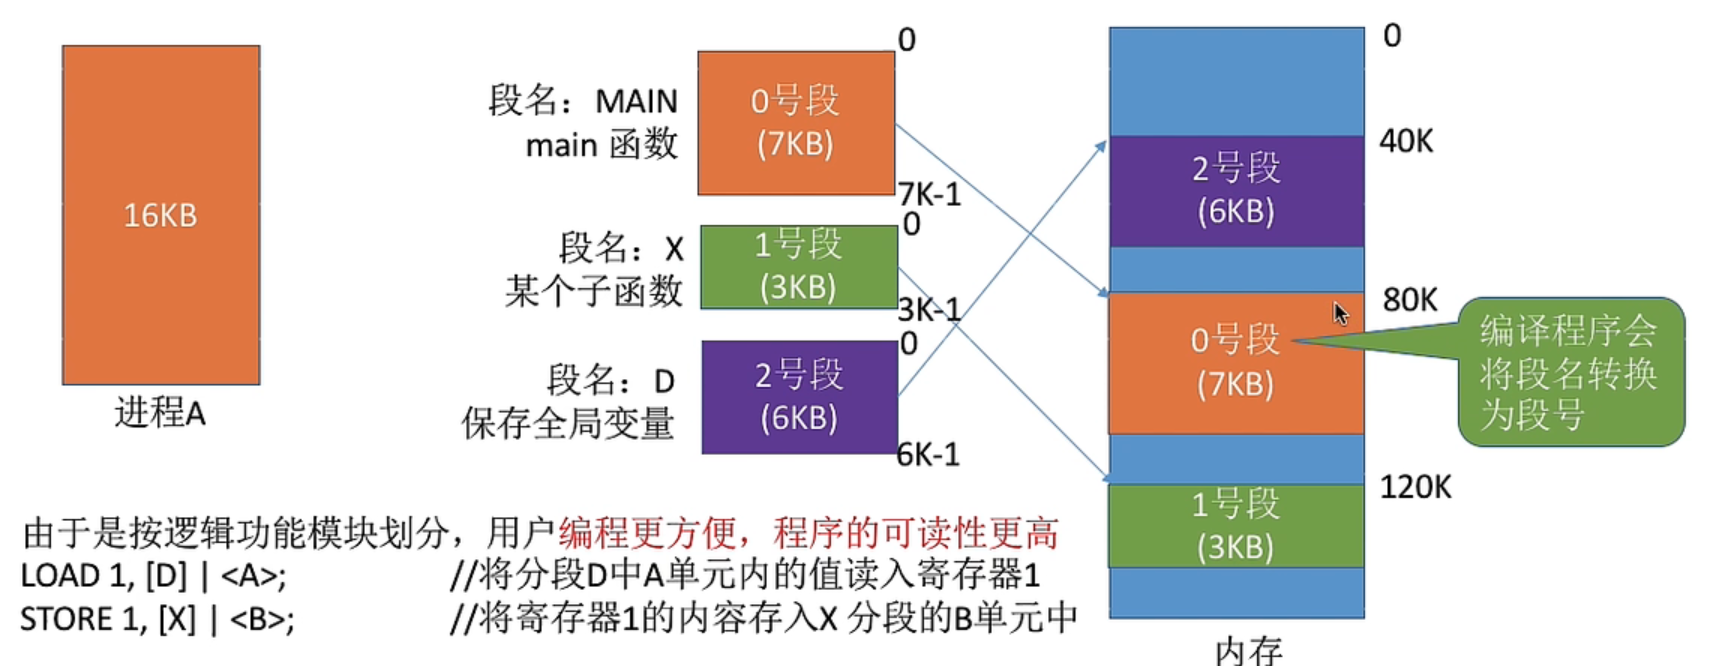 16KB
进程A
段名：MAIN
main 函数
0号段
(7KB)
0
7K-1
段名：X
某个子函数
1号段
(3KB)
0
3K-1
段名：D
保存全局变量
2号段
(6KB)
0
6K-1
0
40K
2号段
(6KB)
80K
0号段
(7KB)
编译程序会
将段名转换
为段号
120K
1号段
(3KB)
内存
由于是按逻辑功能模块划分，用户编程更方便，程序的可读性更高
LOAD 1, [D] | <A>; //将分段D中A单元内的值读入寄存器1
STORE 1, [X] | <B>; //将寄存器1的内容存入X 分段的B单元中